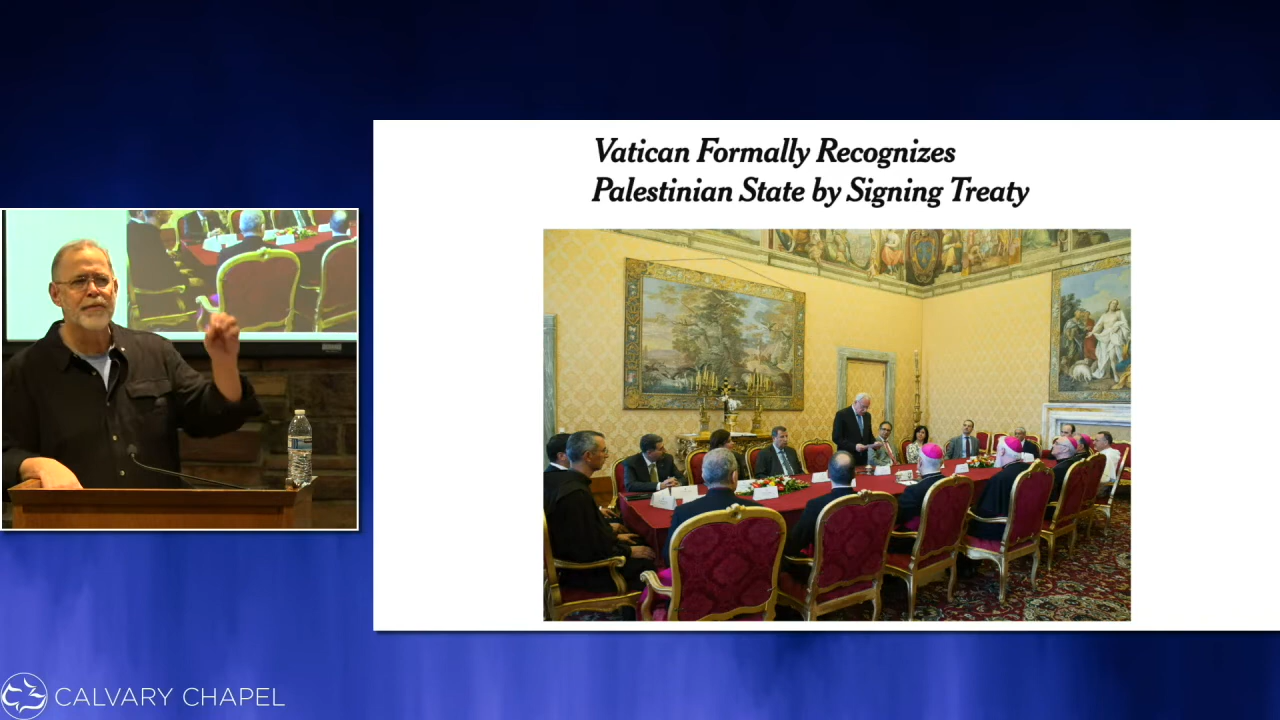 Vatican Formally Recognizes
Palestinian State by Signing Treaty
CALVARY CHAPEL